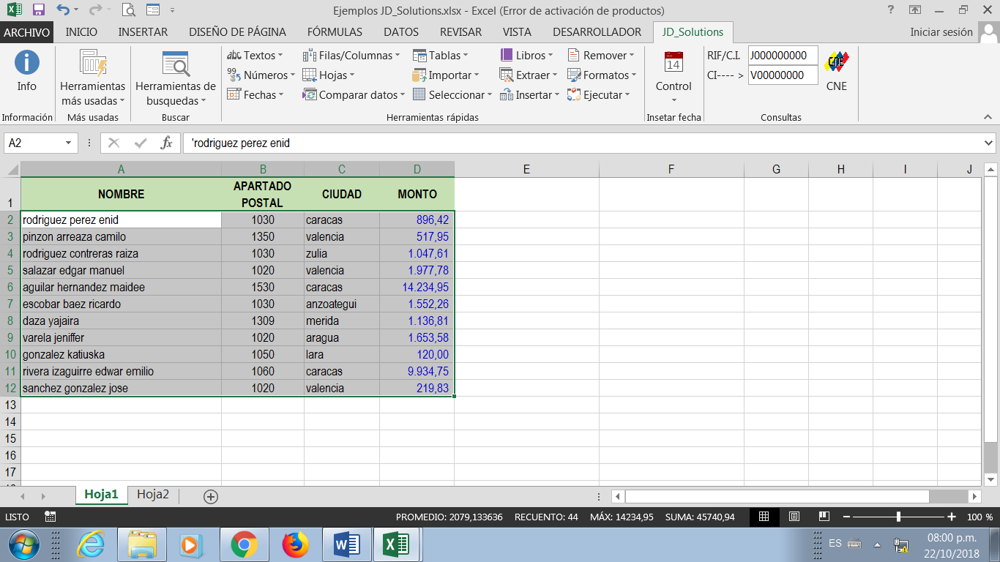 Ejemplos JD_Solutions.xlsx - Excel (Error de activación de productos)
ARCHIVO INICIO INSERTAR DISEÑO DE PÁGINA FÓRMULAS DATOS REVISAR VISTA DESARROLLADOR JD_Solutions Iniciar sesión
Info
Información
Herramientas
más usadas
Más usadas
Herramientas de
busquedas
Buscar
Textos Filas/Columnas Tablas Libros Remover
Números Hojas Importar Extraer Formatos
Fechas Comparar datos Seleccionar Insertar Ejecutar
Herramientas rápidas
14
Control
Insetar fecha
RIF/C.I. J000000000
CI---- > V00000000
CNE
Consultas
A2 fx 'rodriguez perez enid
A B C D E F G H I J
1 NOMBRE APARTADO POSTAL CIUDAD MONTO
2 rodriguez perez enid 1030 caracas 896,42
3 pinzon arreaza camilo 1350 valencia 517,95
4 rodriguez contreras raiza 1030 zulia 1.047,61
5 salazar edgar manuel 1020 valencia 1.977,78
6 aguilar hernandez maidee 1530 caracas 14.234,95
7 escobar baez ricardo 1030 anzoategui 1.552,26
8 daza yajaira 1309 merida 1.136,81
9 varela jeniffer 1020 aragua 1.653,58
10 gonzalez katiuska 1050 lara 120,00
11 rivera izaguirre edwar emilio 1060 caracas 9.934,75
12 sanchez gonzalez jose 1020 valencia 219,83
13
14
15
16
17
Hoja1 Hoja2
LISTO PROMEDIO: 2079,133636 RECUENTO: 44 MÁX: 14234,95 SUMA: 45740,94 100 %
ES 08:00 p.m.
22/10/2018